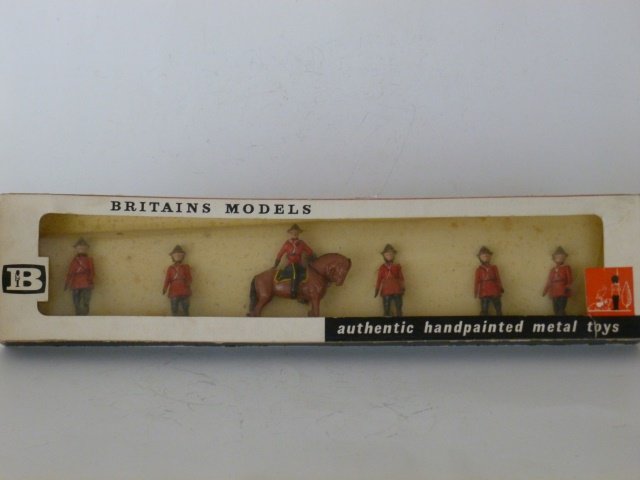 BRITAINS MODELS
B
authentic handpainted metal toys